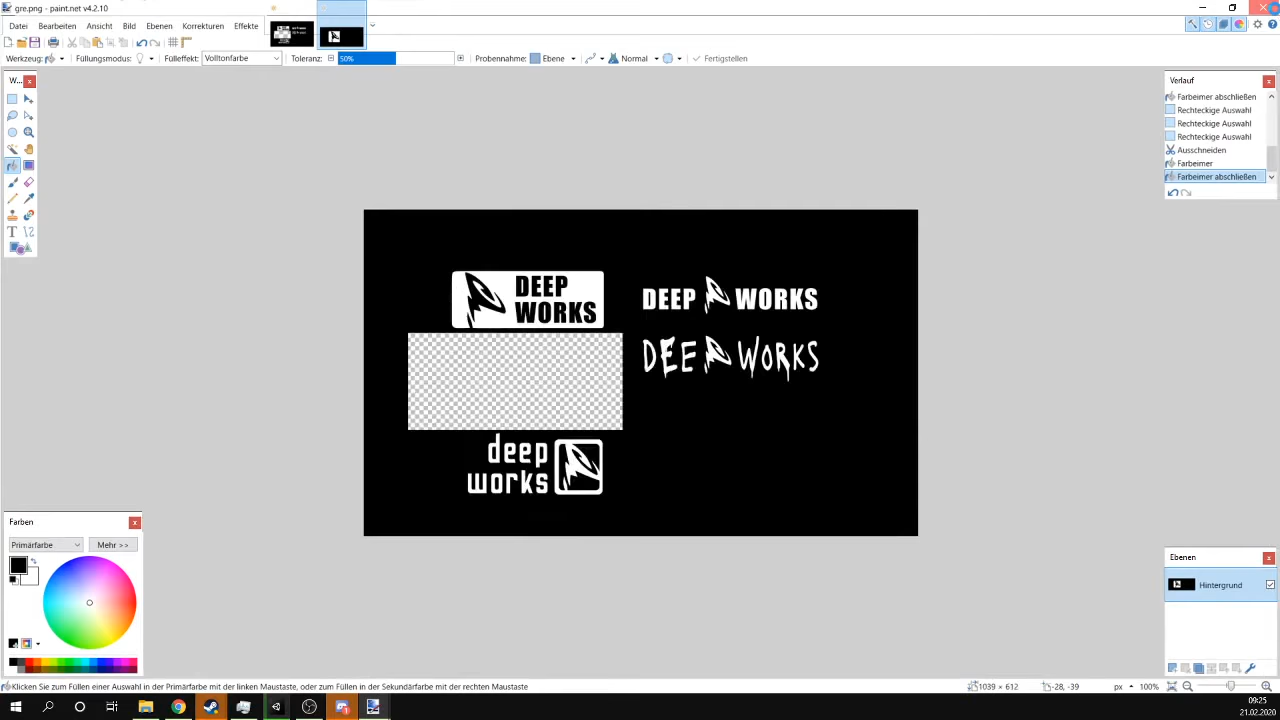 gre.png - paint.net v4.2.10
Datei Bearbeiten Ansicht Bild Ebenen Korrekturen Effekte
Werkzeug: Füllungsmodus: Fülleffekt: Volltonfarbe Toleranz: 50% Probennahme: Ebene Normal Fertigstellen
W...
Verlauf
Farbeimer abschließen
Rechteckige Auswahl
Rechteckige Auswahl
Rechteckige Auswahl
Ausschneiden
Farbeimer
Farbeimer abschließen
DEEP
WORKS
DEEP WORKS
DEEP WORKS
deep
works
Farben
Primärfarbe Mehr >>
Ebenen
Hintergrund
Klicken Sie zum Füllen einer Auswahl in der Primärfarbe mit der linken Maustaste, oder zum Füllen in der Sekundärfarbe mit der rechten Maustaste 1039 × 612 -28, -39 px 100%
09:25
21.02.2020